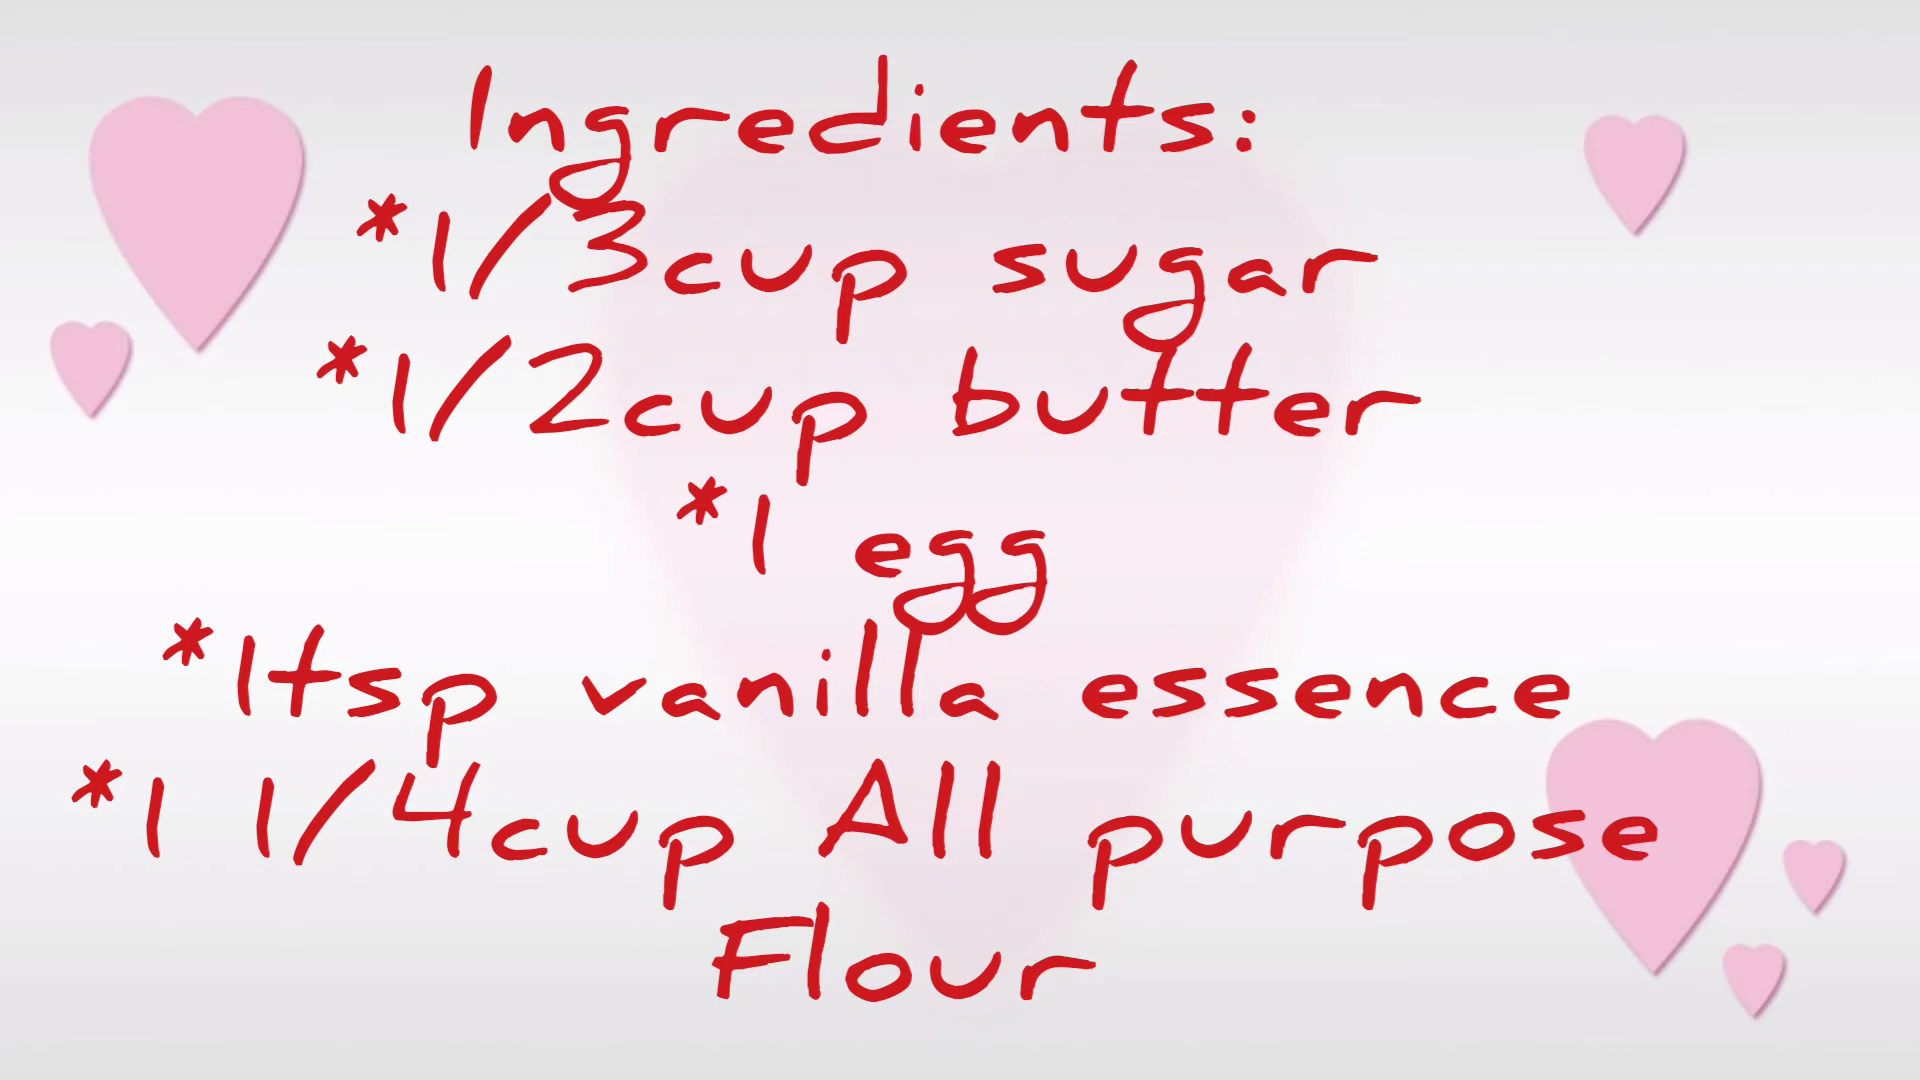 Ingredients:
*1/3cup sugar
*1/2cup butter
*1 egg
*1tsp vanilla essence
*1 1/4cup All purpose
Flour